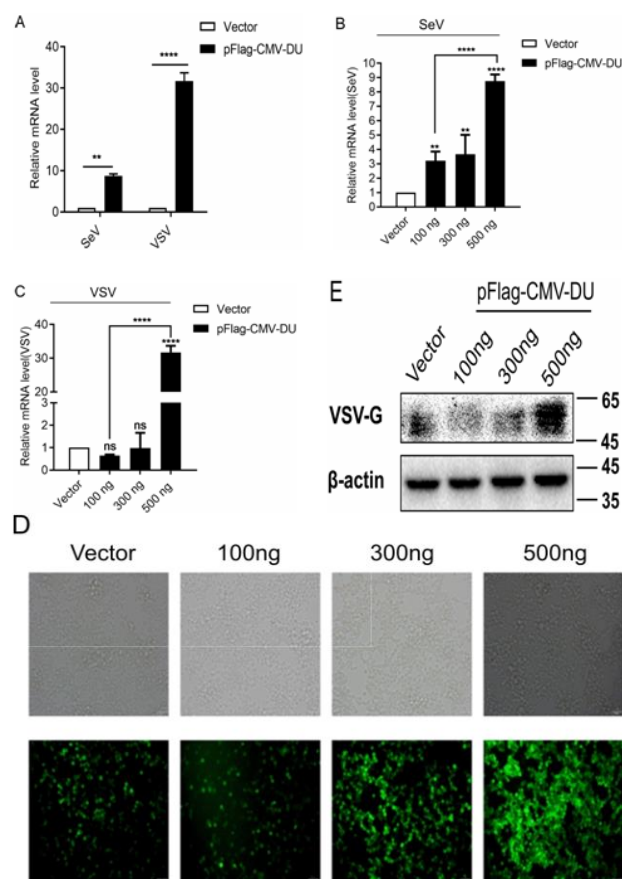 A
Vector
pFlag-CMV-DU
Relative mRNA level
40
30
20
10
0
**
****
SeV
VSV
B
SeV
Vector
pFlag-CMV-DU
Relative mRNA level(SeV)
10
9
8
7
6
5
4
3
2
1
0
****
**
**
****
Vector
100 ng
300 ng
500 ng
C
VSV
Vector
pFlag-CMV-DU
Relative mRNA level(VSV)
40
30
20
10
3
2
1
0
****
ns
ns
****
Vector
100 ng
300 ng
500 ng
E
pFlag-CMV-DU
Vector
100ng
300ng
500ng
VSV-G
65
45
β-actin
45
35
D
Vector
100ng
300ng
500ng